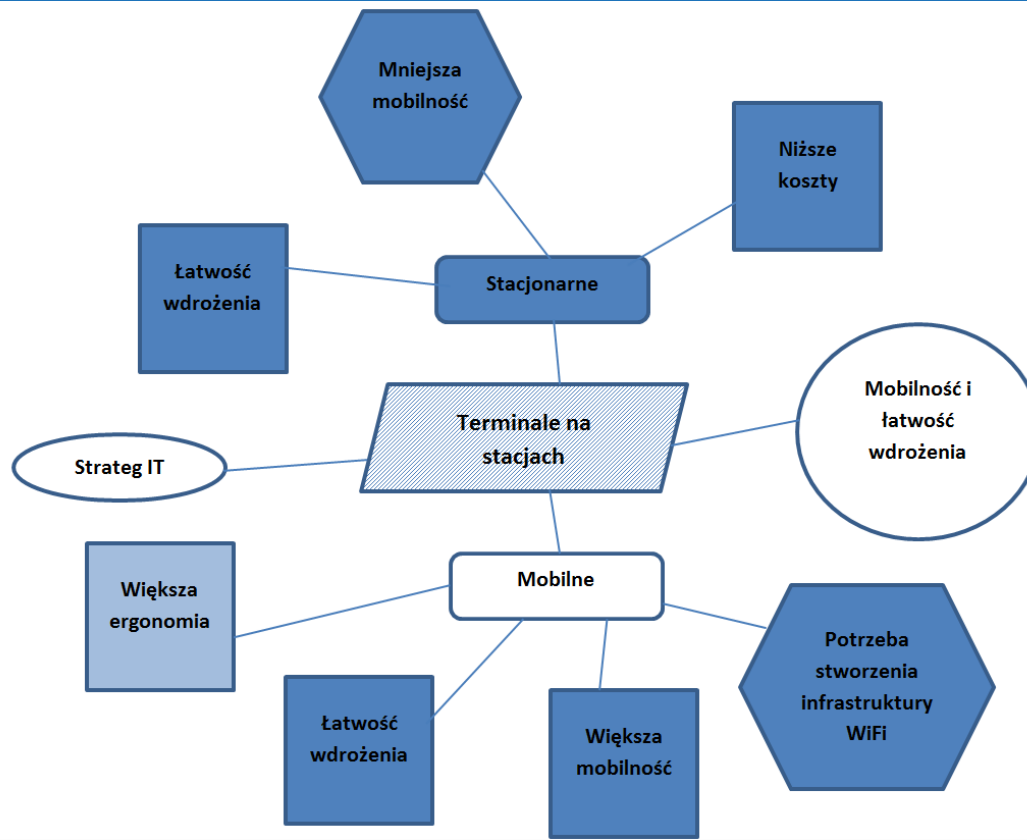 Mniejsza
mobilność
Niższe
koszty
Łatwość
wdrożenia
Stacjonarne
Mobilność i
łatwość
wdrożenia
Terminale na
stacjach
Strateg IT
Większa
ergonomia
Mobilne
Łatwość
wdrożenia
Większa
mobilność
Potrzeba
stworzenia
infrastruktury
WiFi